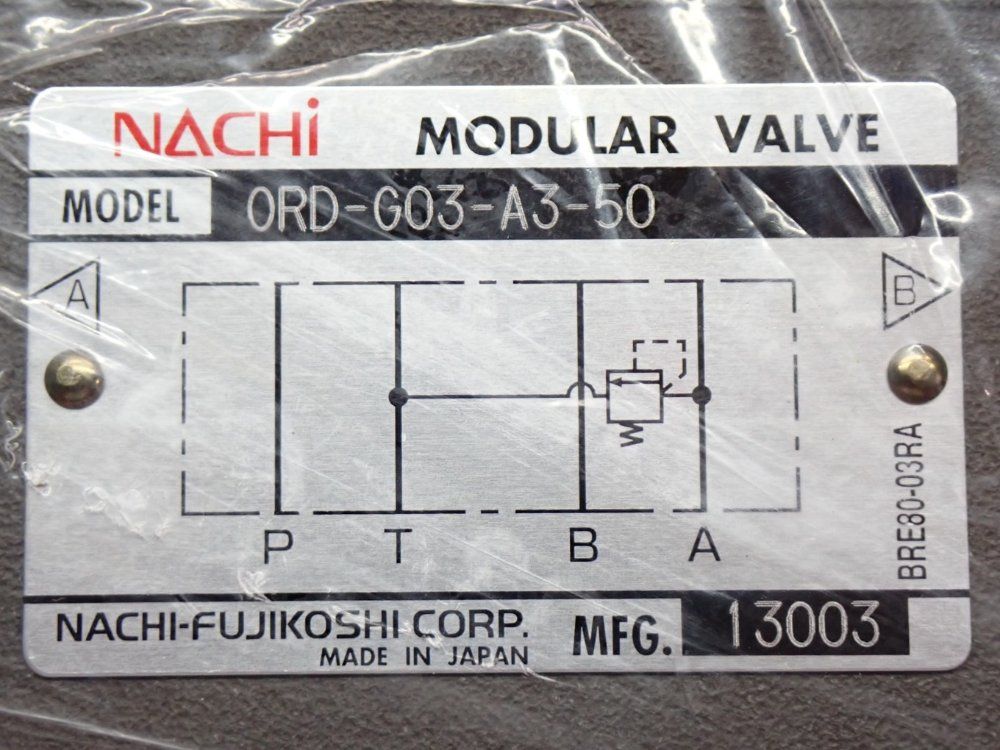 NACHi MODULAR VALVE
MODEL ORD-G03-A3-50
A B
P T B A
BRE80-03RA
NACHI-FUJIKOSHI CORP. MFG. 13003
MADE IN JAPAN